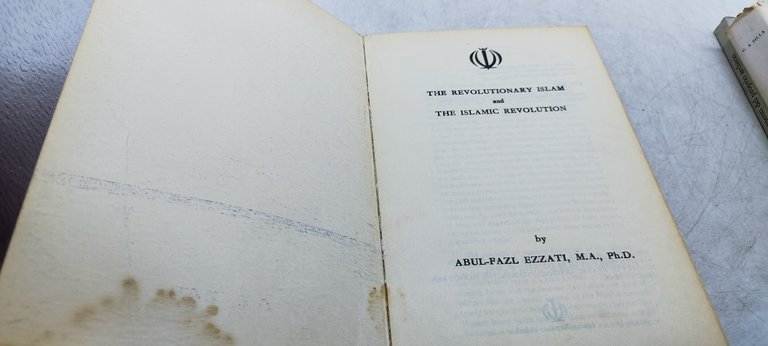 THE REVOLUTIONARY ISLAM
and
THE ISLAMIC REVOLUTION
by
ABUL-FAZL EZZATI, M.A., Ph.D.